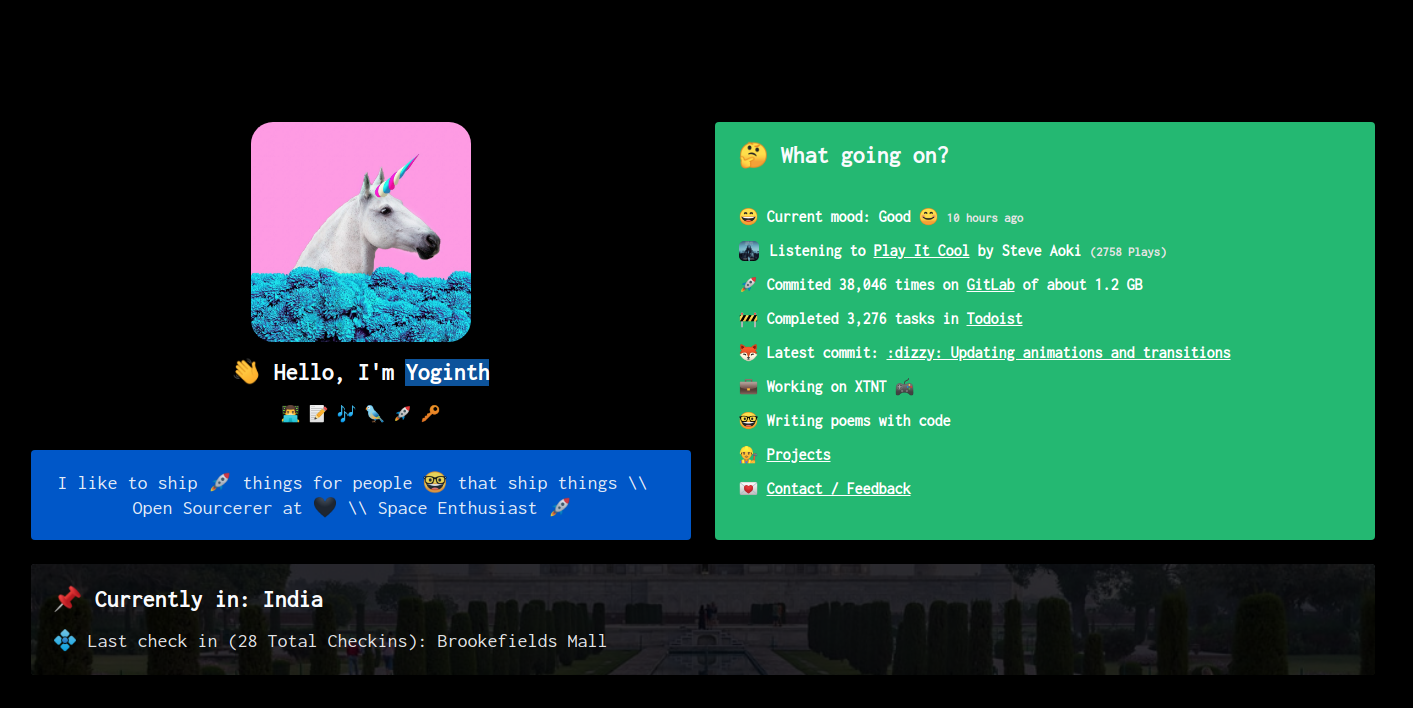 👋 Hello, I'm Yoginth
👨‍💻 📝 🎶 🐦 🚀 🔑
I like to ship 🚀 things for people 🤓 that ship things \\
Open Sourcerer at 🖤 \\ Space Enthusiast 🚀
🤔 What going on?
😄 Current mood: Good 😊 10 hours ago
Listening to Play It Cool by Steve Aoki (2758 Plays)
🚀 Commited 38,046 times on GitLab of about 1.2 GB
🚧 Completed 3,276 tasks in Todoist
🦊 Latest commit: :dizzy: Updating animations and transitions
💼 Working on XTNT 🎮
🤓 Writing poems with code
👷 Projects
💌 Contact / Feedback
📌 Currently in: India
💠 Last check in (28 Total Checkins): Brookefields Mall